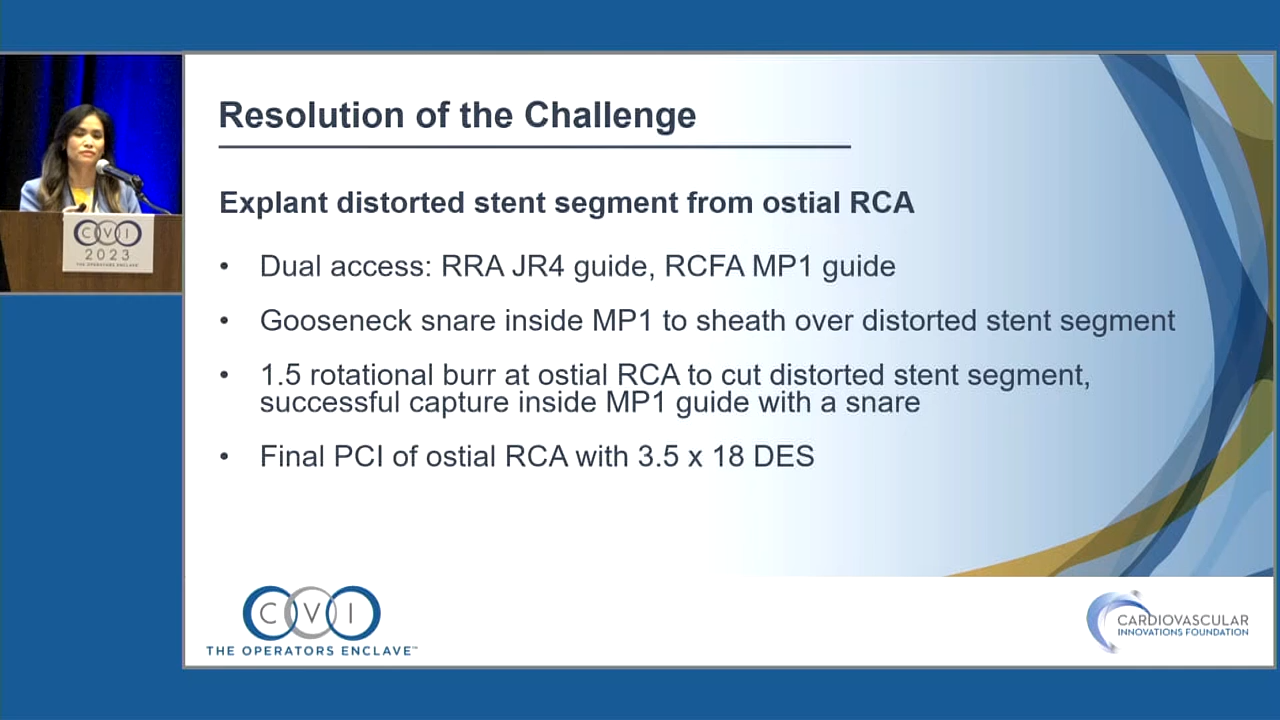 Resolution of the Challenge
Explant distorted stent segment from ostial RCA
• Dual access: RRA JR4 guide, RCFA MP1 guide
• Gooseneck snare inside MP1 to sheath over distorted stent segment
• 1.5 rotational burr at ostial RCA to cut distorted stent segment,
successful capture inside MP1 guide with a snare
• Final PCI of ostial RCA with 3.5 x 18 DES
CVI
2023
THE OPERATORS ENCLAVE
CVI
THE OPERATORS ENCLAVE™
CARDIOVASCULAR
INNOVATIONS FOUNDATION